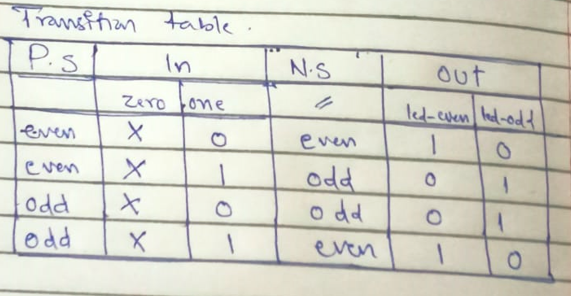 Transition table.
P.S In N.S OUT
zero one " led-even led-odd
even X 0 even 1 0
even X 1 odd 0 1
odd X 0 odd 0 1
odd X 1 even 1 0